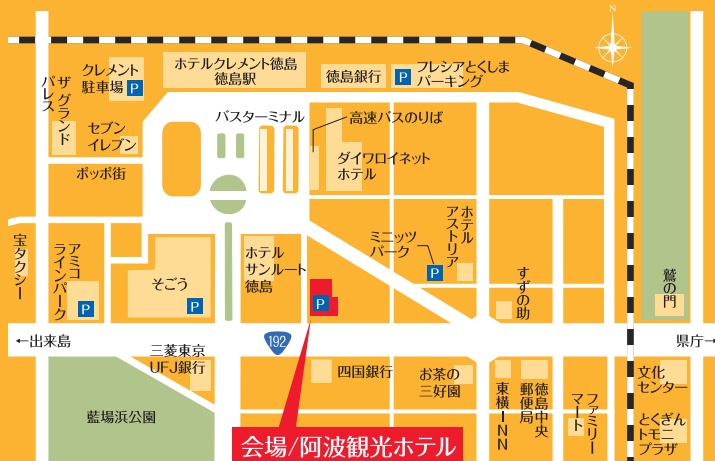 N
クレメント
駐車場
P
ホテルクレメント徳島
徳島駅
徳島銀行
P
フレシアとくしま
パーキング
ザ グランド
パレス
セブン
イレブン
バスターミナル
高速バスのりば
ポッポ街
ダイワロイネット
ホテル
宝タクシー
アミコ
ラインパーク
P
そごう
P
ホテル
サンルート
徳島
P
ミニッツ
パーク
P
ホテル
アストリア
すずの助
鷲の門
←出来島
192
県庁→
三菱東京
UFJ銀行
四国銀行
お茶の
三好園
東横INN
徳島中央
郵便局
ファミリー
マート
文化
センター
とくぎん
トモニ
プラザ
藍場浜公園
会場/阿波観光ホテル